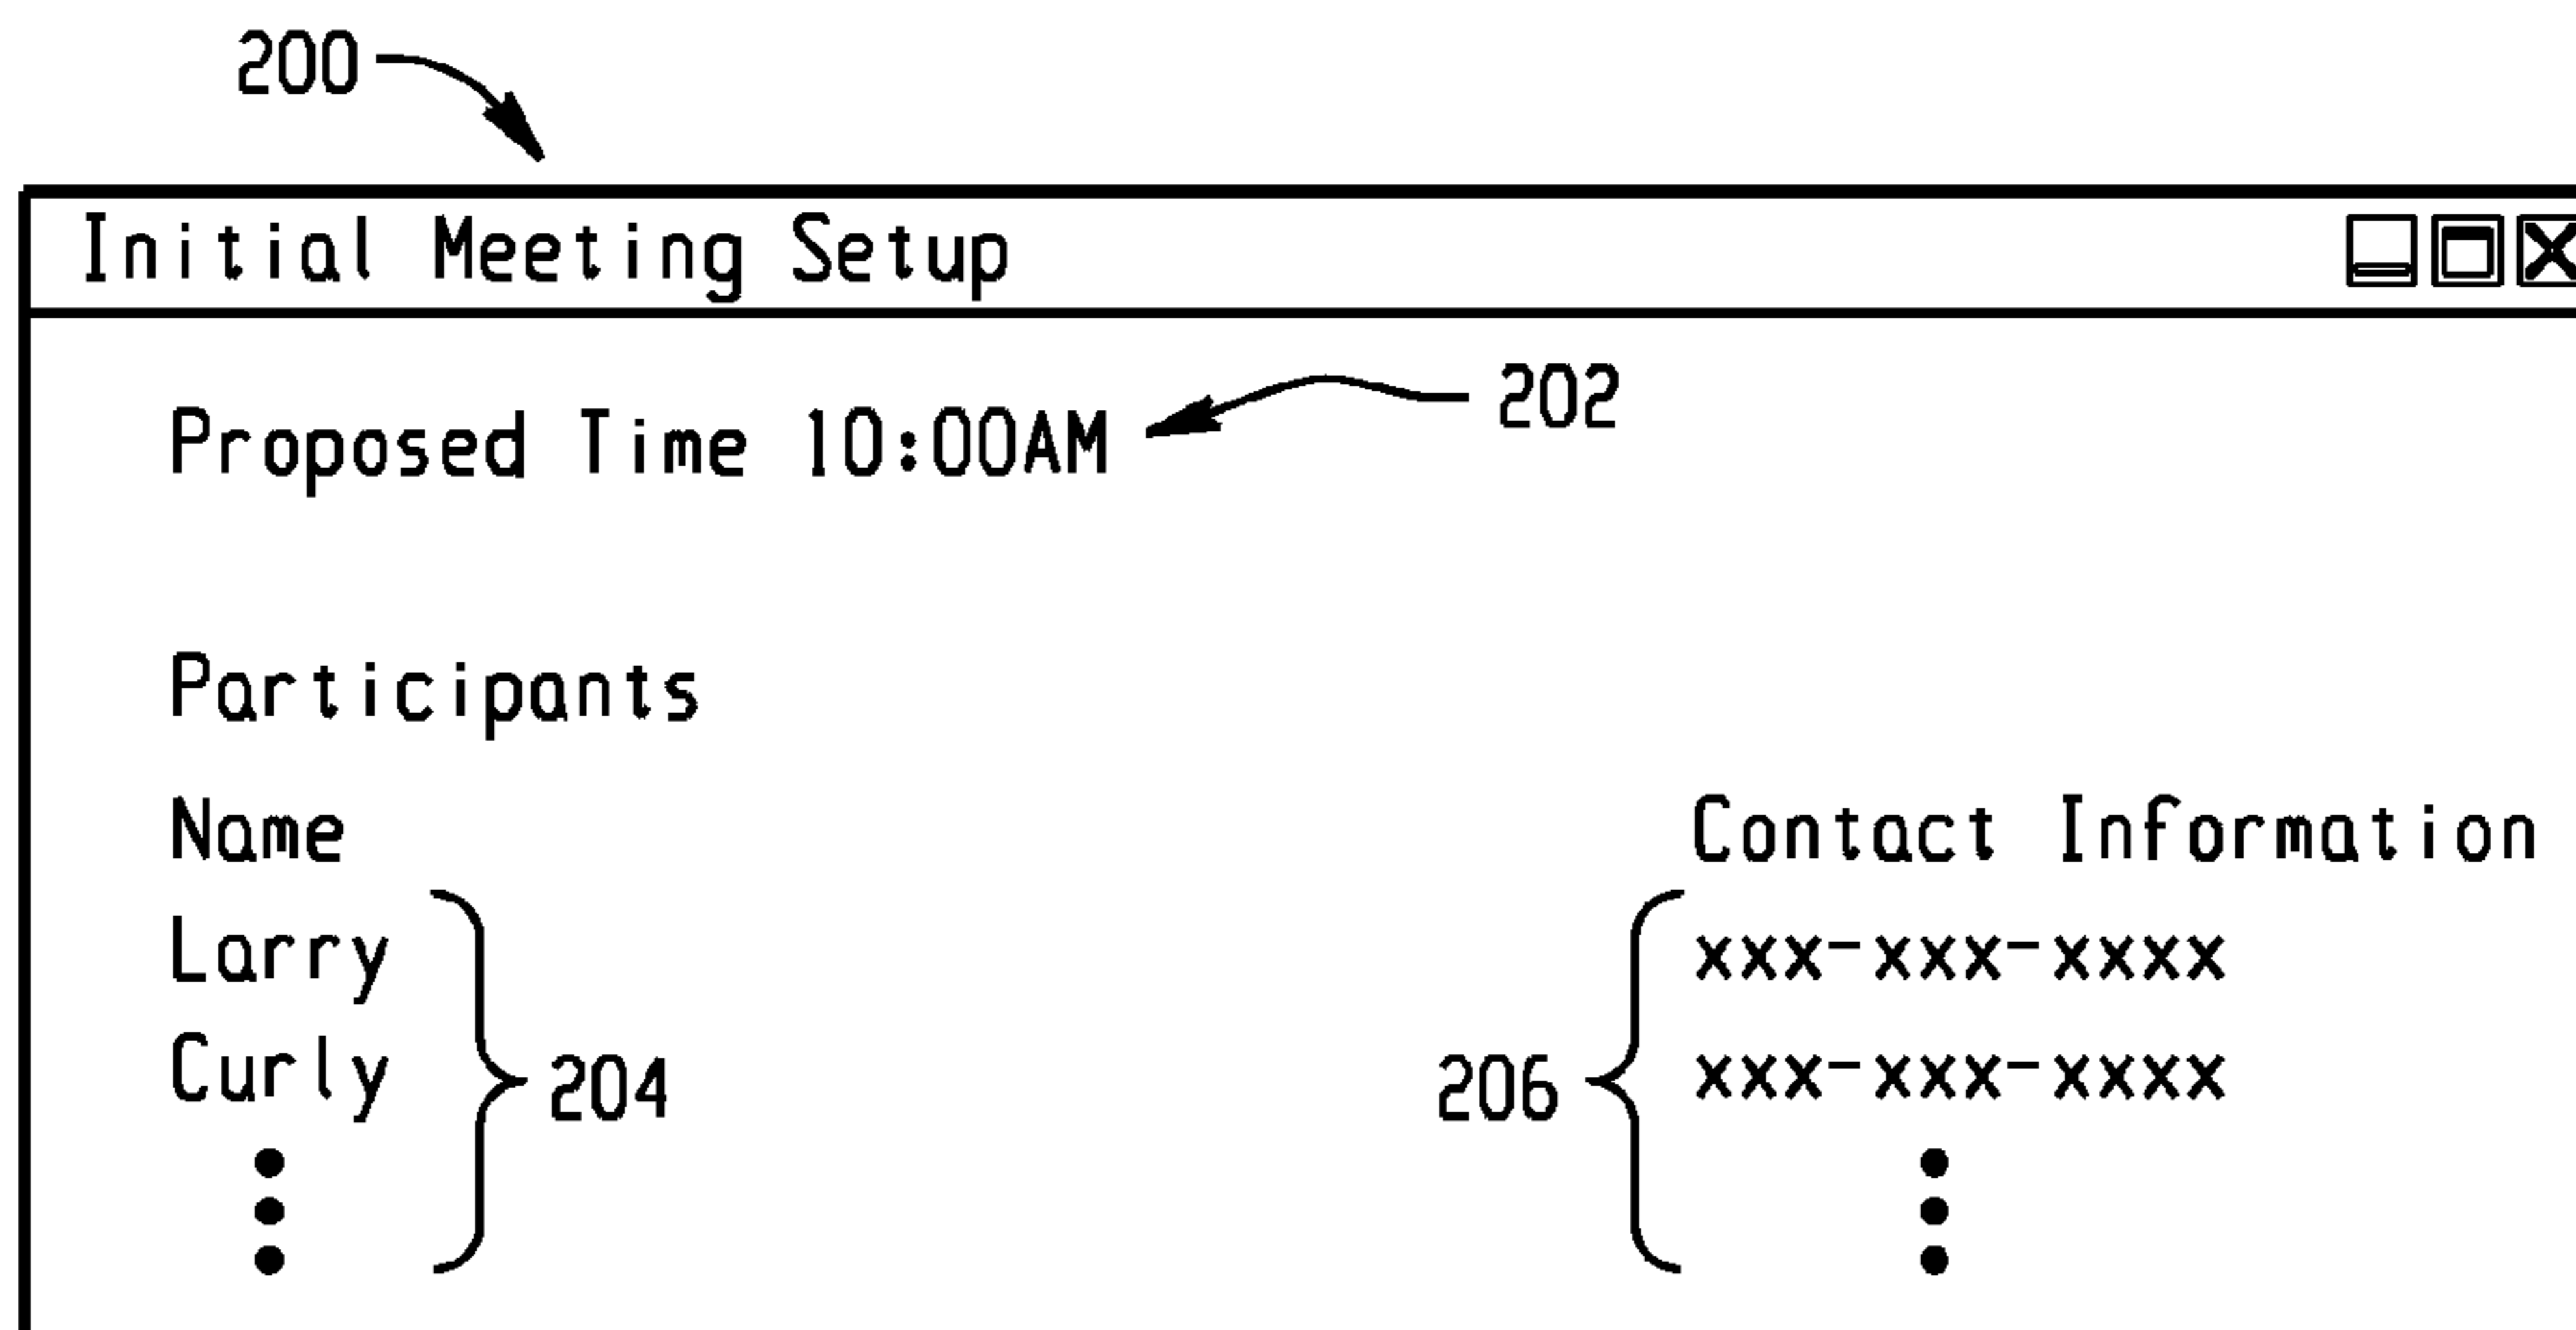 200
Initial Meeting Setup
Proposed Time 10:00AM 202
Participants
Name Contact Information
Larry xxx-xxx-xxxx
Curly xxx-xxx-xxxx
204 206